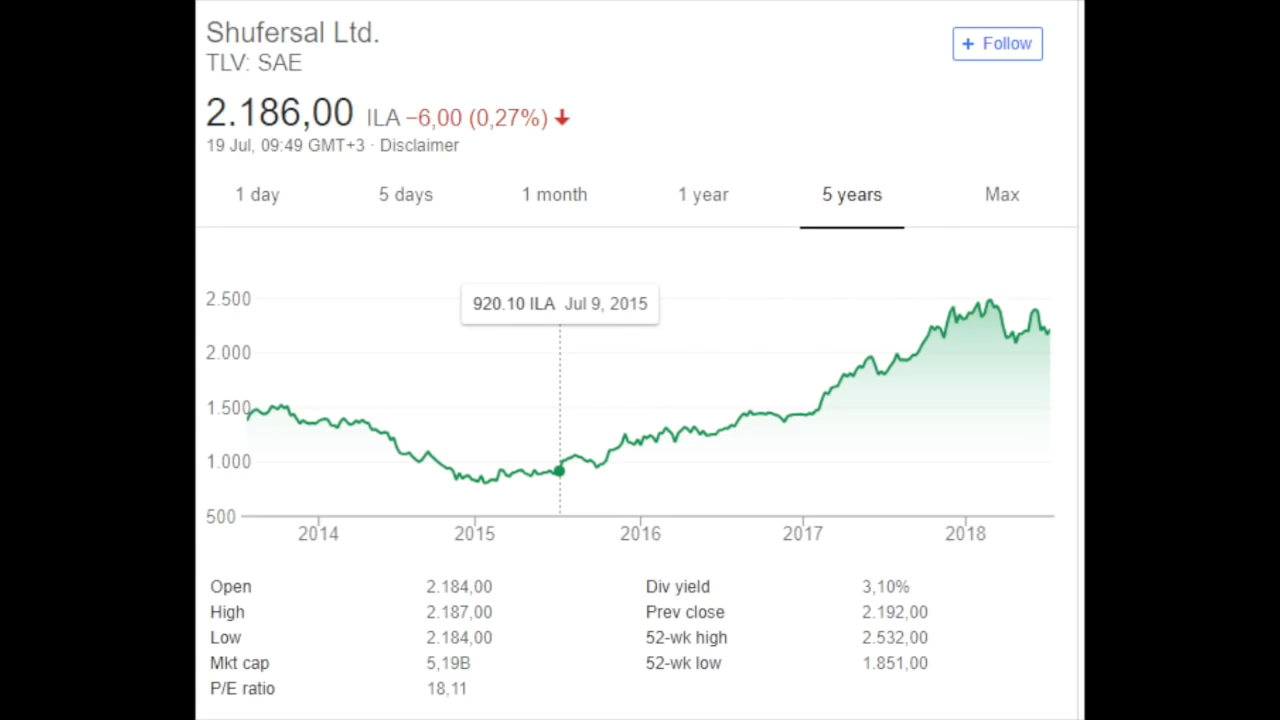 Shufersal Ltd.
TLV: SAE
+ Follow
2.186,00 ILA −6,00 (0,27%)
19 Jul, 09:49 GMT+3 · Disclaimer
1 day 5 days 1 month 1 year 5 years Max
920.10 ILA Jul 9, 2015
2.500
2.000
1.500
1.000
500
2014 2015 2016 2017 2018
Open 2.184,00 Div yield 3,10%
High 2.187,00 Prev close 2.192,00
Low 2.184,00 52-wk high 2.532,00
Mkt cap 5,19B 52-wk low 1.851,00
P/E ratio 18,11